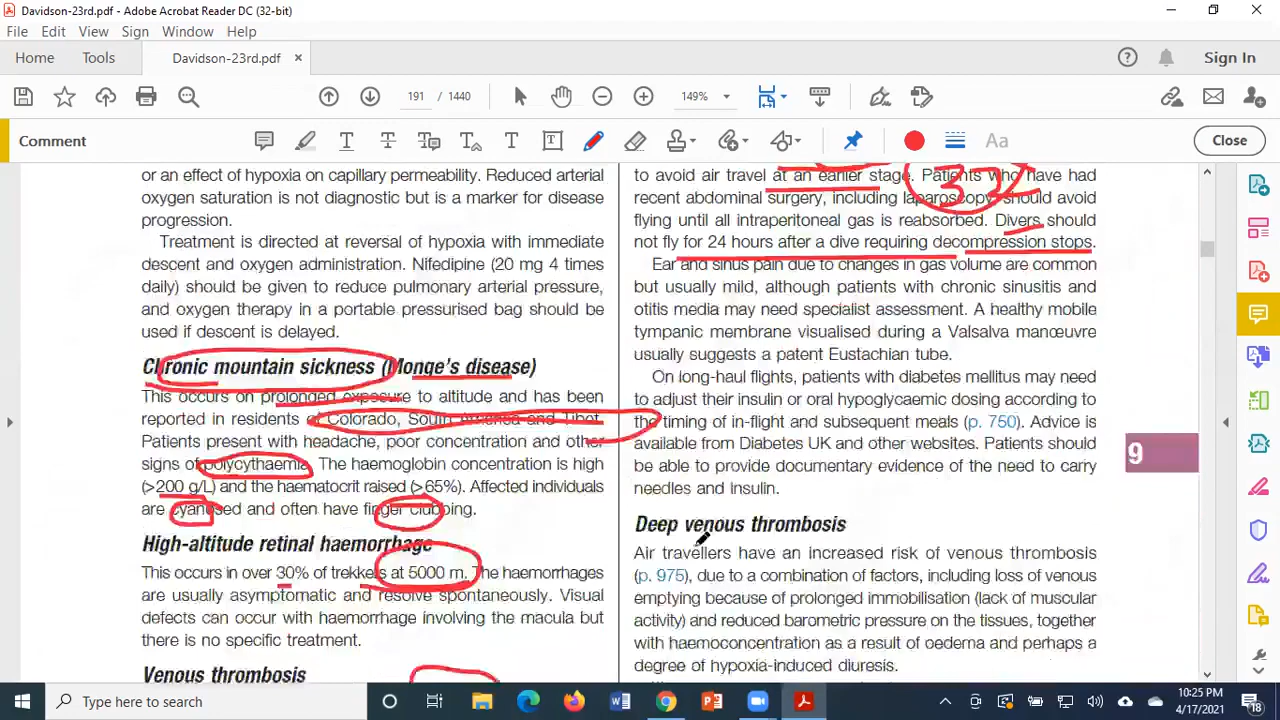 Davidson-23rd.pdf - Adobe Acrobat Reader DC (32-bit)
File Edit View Sign Window Help
Home Tools Davidson-23rd.pdf × Sign In
191 / 1440 149%
Comment Close
or an effect of hypoxia on capillary permeability. Reduced arterial
oxygen saturation is not diagnostic but is a marker for disease
progression.
Treatment is directed at reversal of hypoxia with immediate
descent and oxygen administration. Nifedipine (20 mg 4 times
daily) should be given to reduce pulmonary arterial pressure,
and oxygen therapy in a portable pressurised bag should be
used if descent is delayed.
Chronic mountain sickness (Monge's disease)
This occurs on prolonged exposure to altitude and has been
reported in residents of Colorado, South America and Tibet.
Patients present with headache, poor concentration and other
signs of polycythaemia. The haemoglobin concentration is high
(>200 g/L) and the haematocrit raised (>65%). Affected individuals
are cyanosed and often have finger clubbing.
High-altitude retinal haemorrhage
This occurs in over 30% of trekkers at 5000 m. The haemorrhages
are usually asymptomatic and resolve spontaneously. Visual
defects can occur with haemorrhage involving the macula but
there is no specific treatment.
Venous thrombosis
to avoid air travel at an earlier stage. Patients who have had
recent abdominal surgery, including laparoscopy, should avoid
flying until all intraperitoneal gas is reabsorbed. Divers should
not fly for 24 hours after a dive requiring decompression stops.
Ear and sinus pain due to changes in gas volume are common
but usually mild, although patients with chronic sinusitis and
otitis media may need specialist assessment. A healthy mobile
tympanic membrane visualised during a Valsalva manœuvre
usually suggests a patent Eustachian tube.
On long-haul flights, patients with diabetes mellitus may need
to adjust their insulin or oral hypoglycaemic dosing according to
the timing of in-flight and subsequent meals (p. 750). Advice is
available from Diabetes UK and other websites. Patients should
be able to provide documentary evidence of the need to carry
needles and insulin.
Deep venous thrombosis
Air travellers have an increased risk of venous thrombosis
(p. 975), due to a combination of factors, including loss of venous
emptying because of prolonged immobilisation (lack of muscular
activity) and reduced barometric pressure on the tissues, together
with haemoconcentration as a result of oedema and perhaps a
degree of hypoxia-induced diuresis.
9
Type here to search
10:25 PM
4/17/2021
18